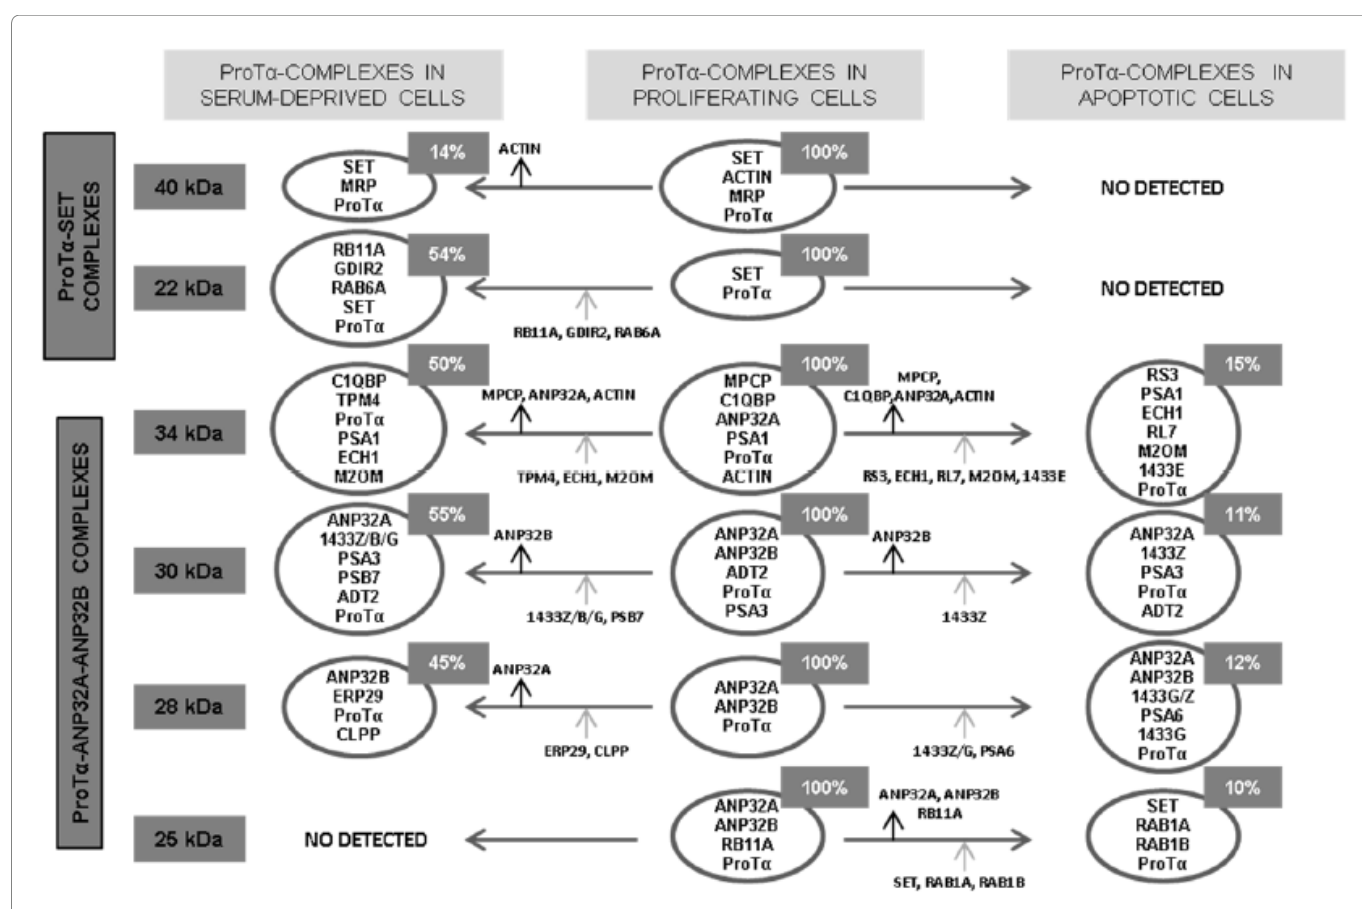 ProTα-COMPLEXES IN
SERUM-DEPRIVED CELLS
ProTα-COMPLEXES IN
PROLIFERATING CELLS
ProTα-COMPLEXES IN
APOPTOTIC CELLS
ProTα-SET
COMPLEXES
40 kDa
14%
SET
MRP
ProTα
ACTIN
100%
SET
ACTIN
MRP
ProTα
NO DETECTED
22 kDa
54%
RB11A
GDIR2
RAB6A
SET
ProTα
RB11A, GDIR2, RAB6A
100%
SET
ProTα
NO DETECTED
ProTα-ANP32A-ANP32B COMPLEXES
34 kDa
50%
C1QBP
TPM4
ProTα
PSA1
ECH1
M2OM
MPCP, ANP32A, ACTIN
TPM4, ECH1, M2OM
100%
MPCP
C1QBP
ANP32A
PSA1
ProTα
ACTIN
MPCP,
C1QBP,ANP32A,ACTIN
RS3, ECH1, RL7, M2OM, 1433E
15%
RS3
PSA1
ECH1
RL7
M2OM
1433E
ProTα
30 kDa
55%
ANP32A
1433Z/B/G
PSA3
PSB7
ADT2
ProTα
ANP32B
1433Z/B/G, PSB7
100%
ANP32A
ANP32B
ADT2
ProTα
PSA3
ANP32B
1433Z
11%
ANP32A
1433Z
PSA3
ProTα
ADT2
28 kDa
45%
ANP32B
ERP29
ProTα
CLPP
ANP32A
ERP29, CLPP
100%
ANP32A
ANP32B
ProTα
1433Z/G, PSA6
12%
ANP32A
ANP32B
1433G/Z
PSA6
1433G
ProTα
25 kDa
NO DETECTED
100%
ANP32A
ANP32B
RB11A
ProTα
ANP32A, ANP32B
RB11A
SET, RAB1A, RAB1B
10%
SET
RAB1A
RAB1B
ProTα